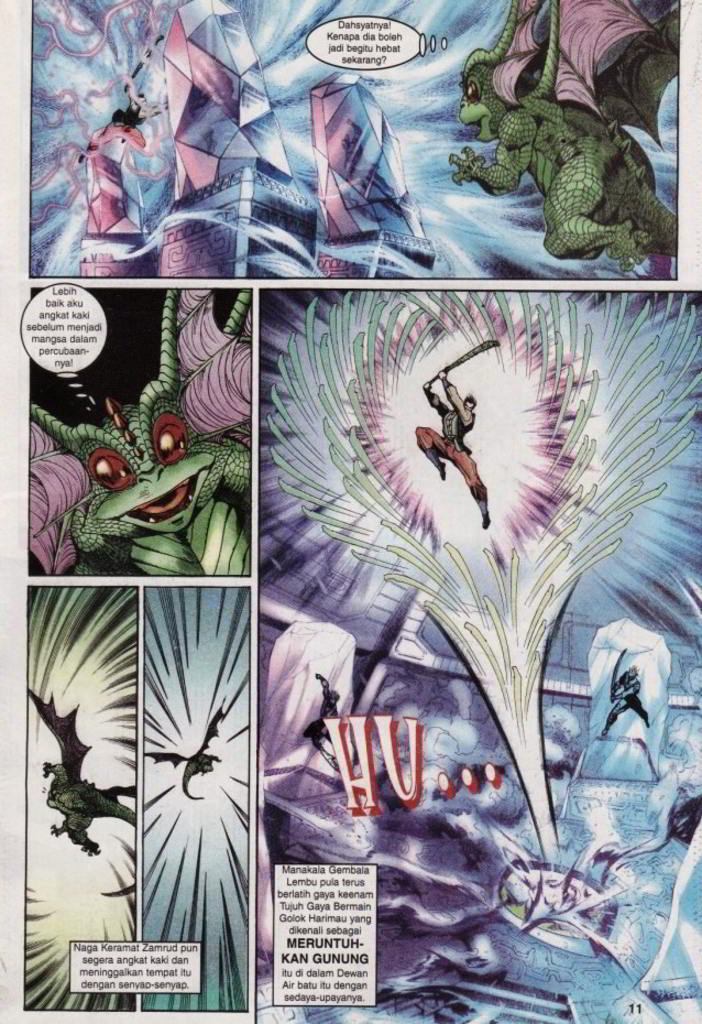 Dahsyatnya!
Kenapa dia boleh
jadi begitu hebat
sekarang?
Lebih
baik aku
angkat kaki
sebelum menjadi
mangsa dalam
percubaan-
nya!
HU...
Naga Keramat Zamrud pun
segera angkat kaki dan
meninggalkan tempat itu
dengan senyap-senyap.
Manakala Gembala
Lembu pula terus
berlatih gaya keenam
Tujuh Gaya Bermain
Golok Harimau yang
dikenali sebagai
MERUNTUH-
KAN GUNUNG
itu di dalam Dewan
Air batu itu dengan
sedaya-upayanya.
11